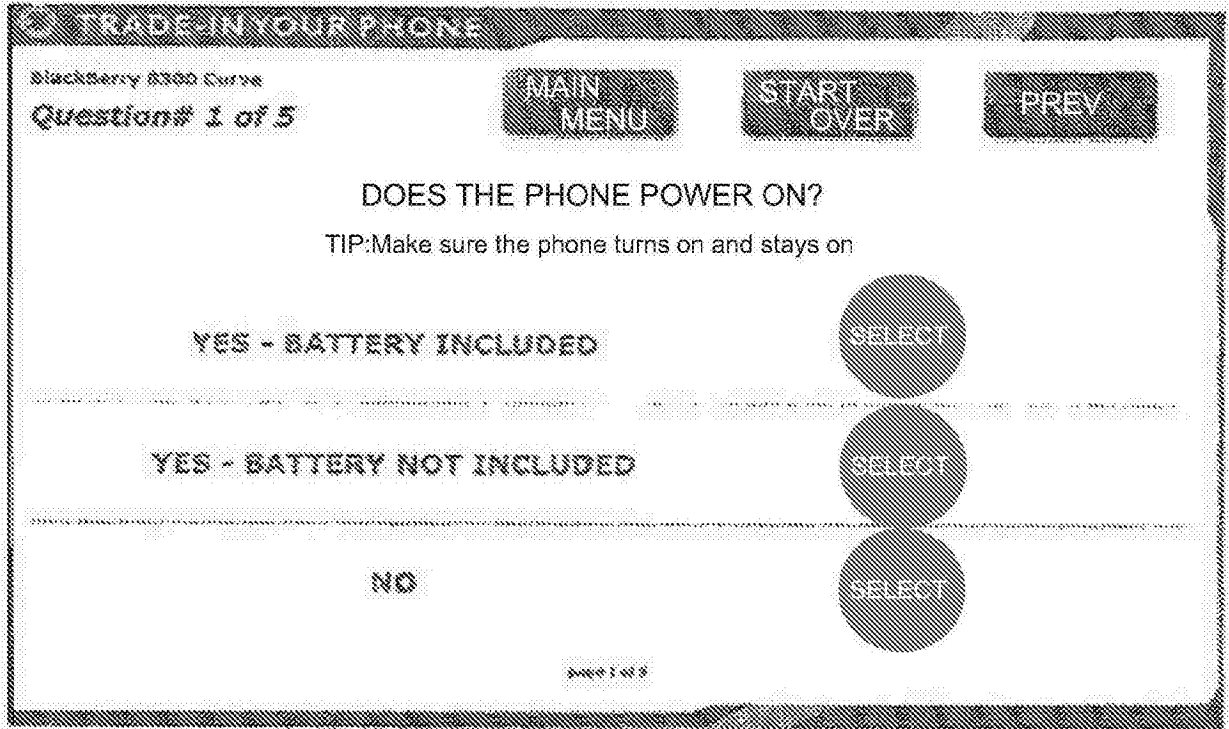 TRADE-IN YOUR PHONE
BlackBerry 8300 Curve
Question# 1 of 5
MAIN
MENU
START
OVER
PREV
DOES THE PHONE POWER ON?
TIP:Make sure the phone turns on and stays on
YES - BATTERY INCLUDED
SELECT
YES - BATTERY NOT INCLUDED
SELECT
NO
SELECT